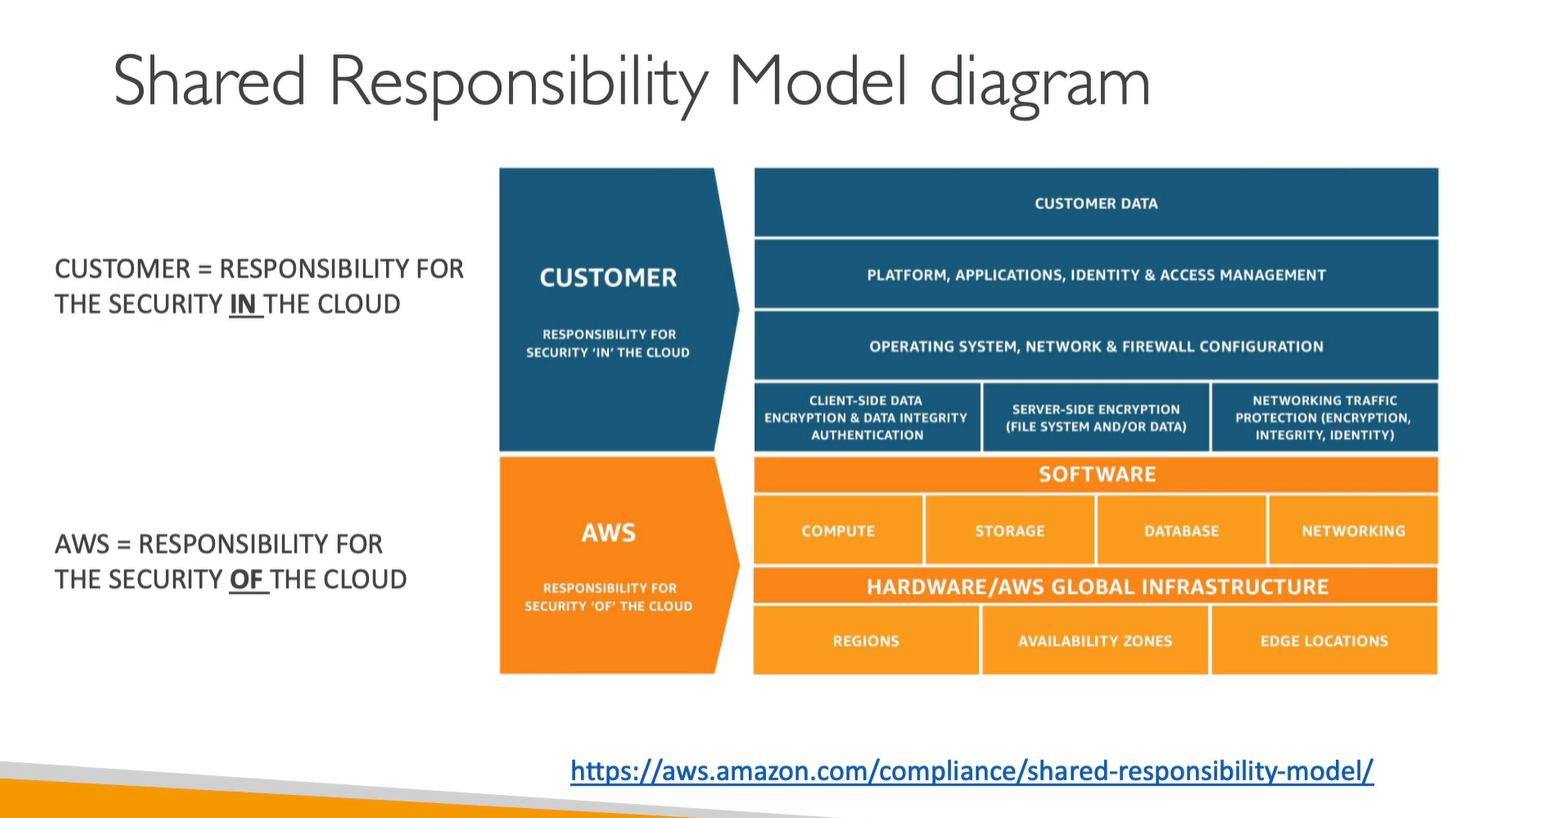 Shared Responsibility Model diagram
CUSTOMER = RESPONSIBILITY FOR
THE SECURITY IN THE CLOUD
CUSTOMER
RESPONSIBILITY FOR
SECURITY ‘IN’ THE CLOUD
CUSTOMER DATA
PLATFORM, APPLICATIONS, IDENTITY & ACCESS MANAGEMENT
OPERATING SYSTEM, NETWORK & FIREWALL CONFIGURATION
CLIENT-SIDE DATA
ENCRYPTION & DATA INTEGRITY
AUTHENTICATION
SERVER-SIDE ENCRYPTION
(FILE SYSTEM AND/OR DATA)
NETWORKING TRAFFIC
PROTECTION (ENCRYPTION,
INTEGRITY, IDENTITY)
AWS = RESPONSIBILITY FOR
THE SECURITY OF THE CLOUD
AWS
RESPONSIBILITY FOR
SECURITY ‘OF’ THE CLOUD
SOFTWARE
COMPUTE
STORAGE
DATABASE
NETWORKING
HARDWARE/AWS GLOBAL INFRASTRUCTURE
REGIONS
AVAILABILITY ZONES
EDGE LOCATIONS
https://aws.amazon.com/compliance/shared-responsibility-model/